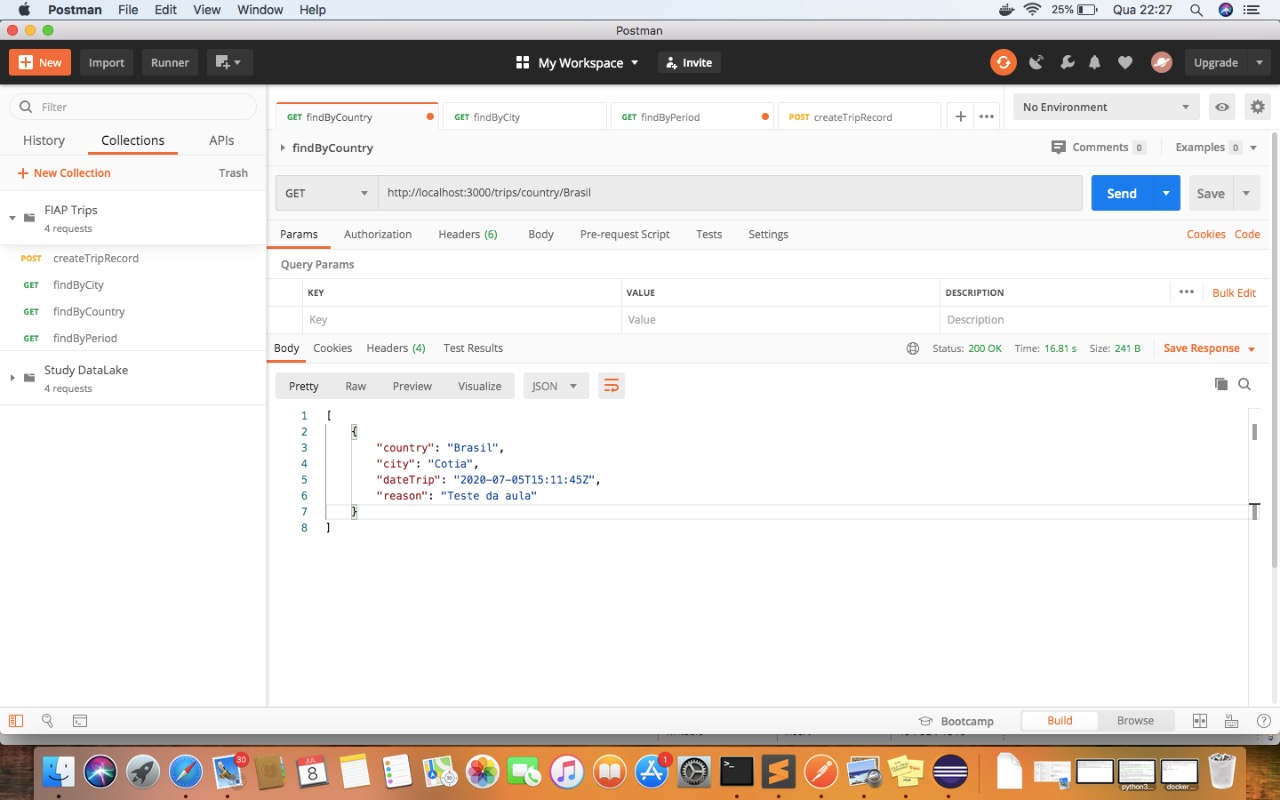 Postman File Edit View Window Help 25% Qua 22:27
Postman
New Import Runner My Workspace Invite Upgrade
Filter
History Collections APIs
+ New Collection Trash
FIAP Trips
4 requests
POST createTripRecord
GET findByCity
GET findByCountry
GET findByPeriod
Study DataLake
4 requests
GET findByCountry GET findByCity GET findByPeriod POST createTripRecord + ••• No Environment
findByCountry Comments 0 Examples 0
GET http://localhost:3000/trips/country/Brasil Send Save
Params Authorization Headers (6) Body Pre-request Script Tests Settings Cookies Code
Query Params
KEY VALUE DESCRIPTION ••• Bulk Edit
Key Value Description
Body Cookies Headers (4) Test Results Status: 200 OK Time: 16.81 s Size: 241 B Save Response
Pretty Raw Preview Visualize JSON
1 [
2 {
3 "country": "Brasil",
4 "city": "Cotia",
5 "dateTrip": "2020-07-05T15:11:45Z",
6 "reason": "Teste da aula"
7 }
8 ]
Bootcamp Build Browse
30 JUL 8 1 python3... docker ...